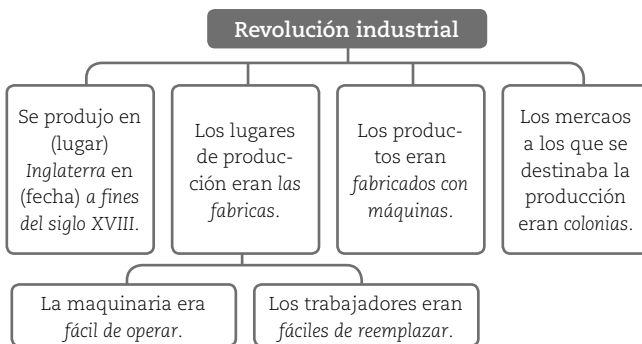 Revolución industrial
Se produjo en
(lugar)
Inglaterra en
(fecha) a fines
del siglo XVIII.
Los lugares
de produc-
ción eran las
fabricas.
Los produc-
tos eran
fabricados con
máquinas.
Los mercaos
a los que se
destinaba la
producción
eran colonias.
La maquinaria era
fácil de operar.
Los trabajadores eran
fáciles de reemplazar.